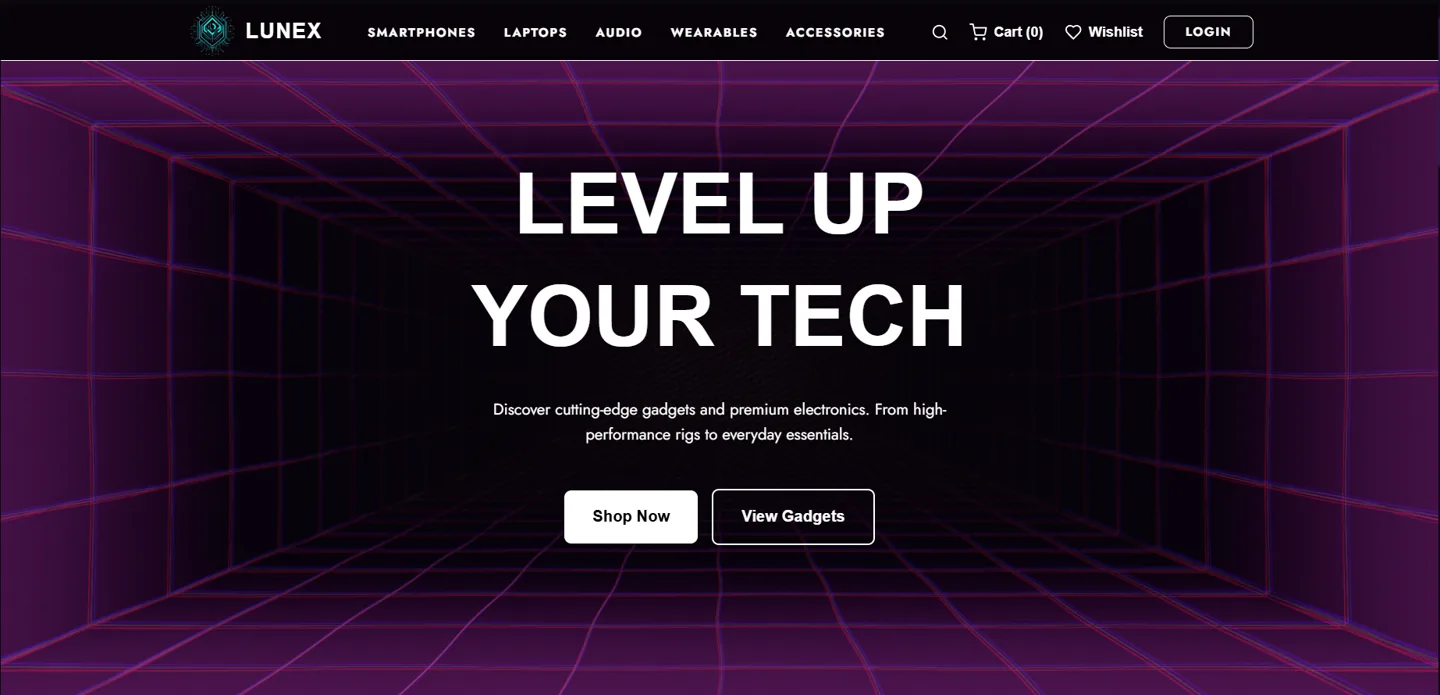 LUNEX
SMARTPHONES
LAPTOPS
AUDIO
WEARABLES
ACCESSORIES
Cart (0)
Wishlist
LOGIN
LEVEL UP
YOUR TECH
Discover cutting-edge gadgets and premium electronics. From high-
performance rigs to everyday essentials.
Shop Now
View Gadgets